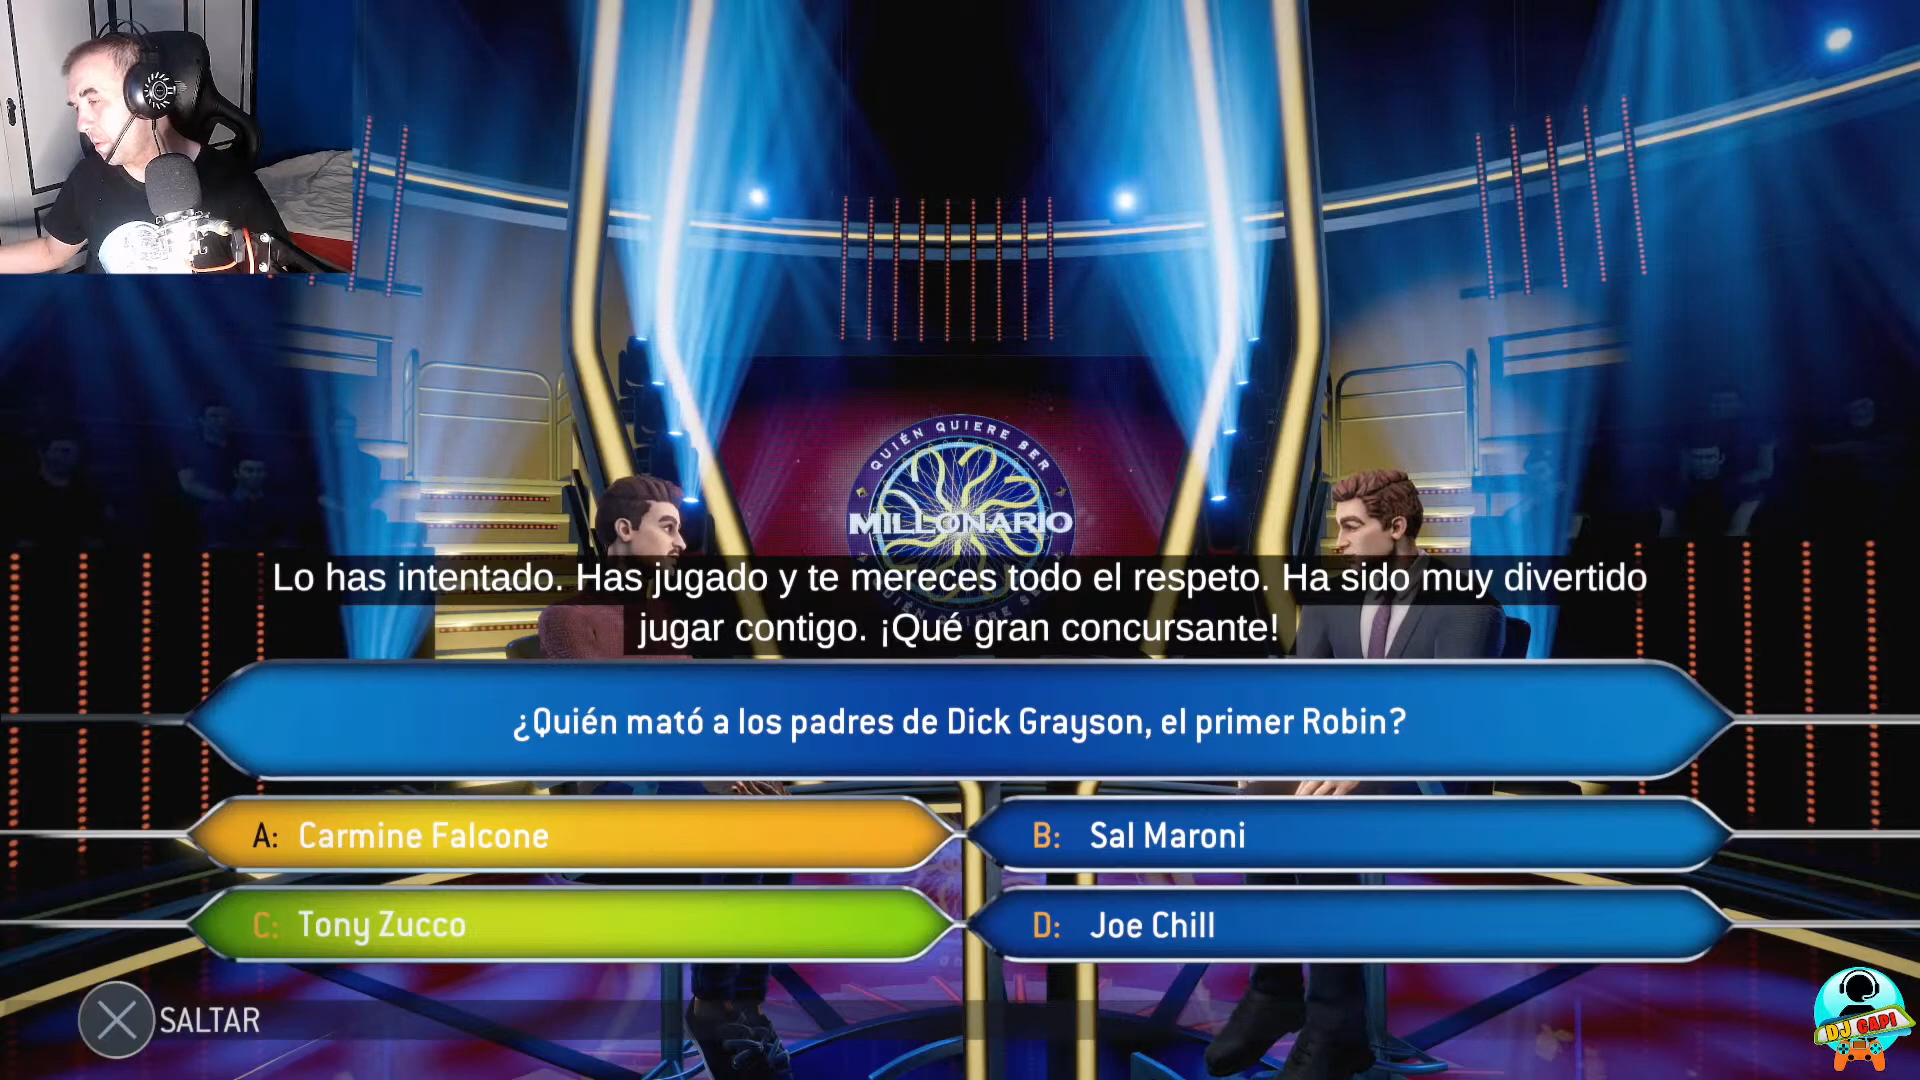 QUIÉN QUIERE SER
MILLONARIO
Lo has intentado. Has jugado y te mereces todo el respeto. Ha sido muy divertido
jugar contigo. ¡Qué gran concursante!
¿Quién mató a los padres de Dick Grayson, el primer Robin?
A: Carmine Falcone
B: Sal Maroni
C: Tony Zucco
D: Joe Chill
SALTAR
DJ CAPI